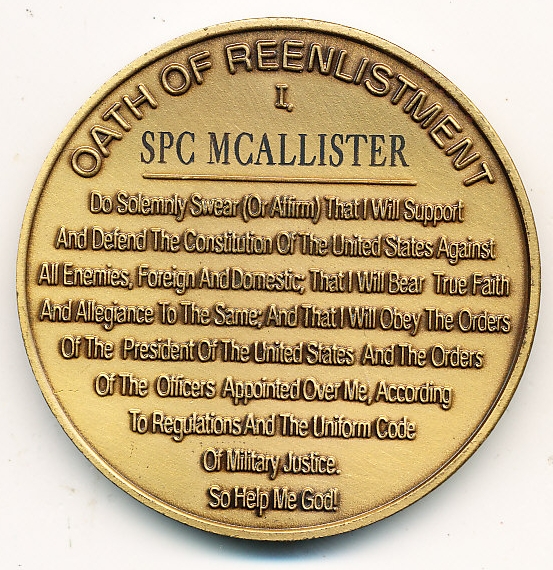 OATH OF REENLISTMENT
I,
SPC MCALLISTER
Do Solemnly Swear (Or Affirm) That I Will Support
And Defend The Constitution Of The United States Against
All Enemies, Foreign And Domestic; That I Will Bear True Faith
And Allegiance To The Same; And That I Will Obey The Orders
Of The President Of The United States And The Orders
Of The Officers Appointed Over Me, According
To Regulations And The Uniform Code
Of Military Justice.
So Help Me God!